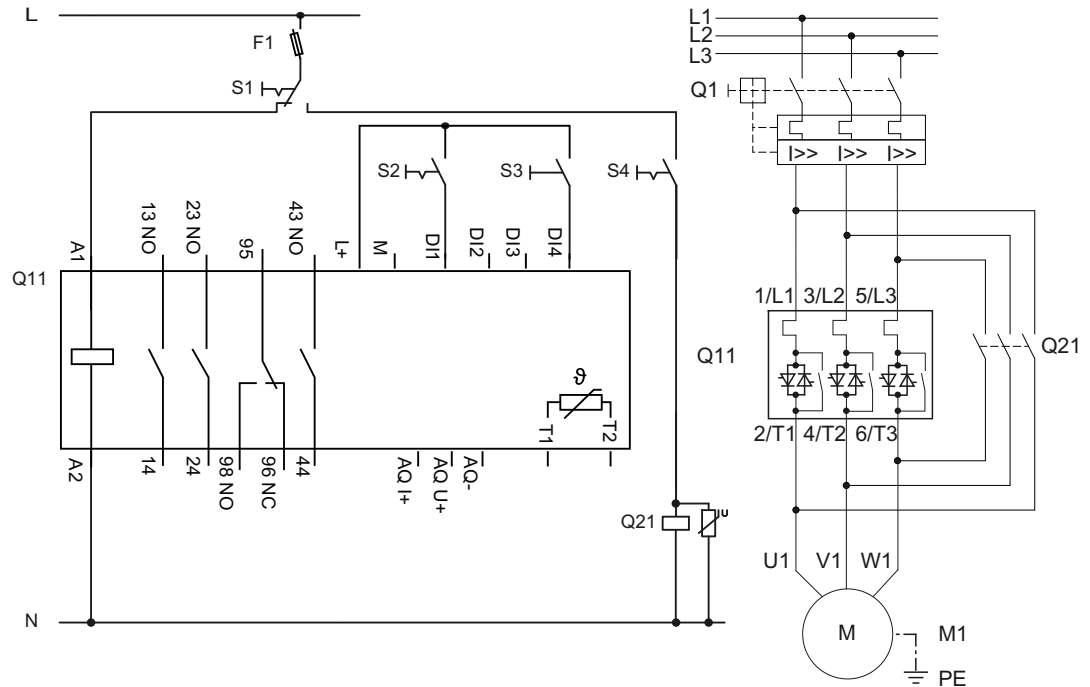 L
F1
S1
S2
S3
S4
A1
13 NO
23 NO
95
43 NO
L+
M
DI1
DI2
DI3
DI4
Q11
ϑ
T1
T2
A2
14
24
98 NO
96 NC
44
AQ I+
AQ U+
AQ-
Q21
U
N
L1
L2
L3
Q1
I>>
I>>
I>>
1/L1
3/L2
5/L3
Q11
Q21
2/T1
4/T2
6/T3
U1
V1
W1
M
M1
PE